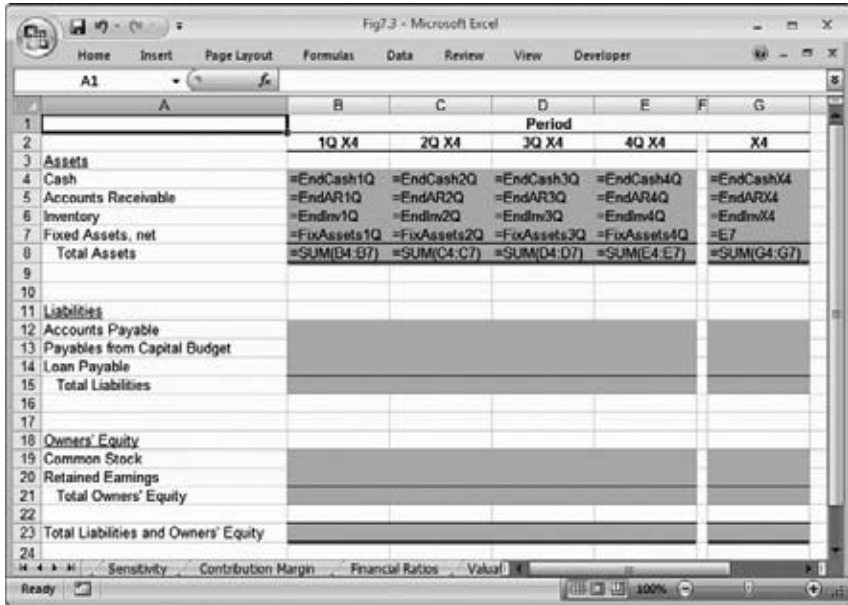 Fig7.3 - Microsoft Excel
Home Insert Page Layout Formulas Data Review View Developer
A1 fx
A B C D E F G
1 Period
2 1Q X4 2Q X4 3Q X4 4Q X4 X4
3 Assets
4 Cash =EndCash1Q =EndCash2Q =EndCash3Q =EndCash4Q =EndCashX4
5 Accounts Receivable =EndAR1Q =EndAR2Q =EndAR3Q =EndAR4Q =EndARX4
6 Inventory =EndInv1Q =EndInv2Q =EndInv3Q =EndInv4Q =EndInvX4
7 Fixed Assets, net =FixAssets1Q =FixAssets2Q =FixAssets3Q =FixAssets4Q =E7
8 Total Assets =SUM(B4:B7) =SUM(C4:C7) =SUM(D4:D7) =SUM(E4:E7) =SUM(G4:G7)
9
10
11 Liabilities
12 Accounts Payable
13 Payables from Capital Budget
14 Loan Payable
15 Total Liabilities
16
17
18 Owners' Equity
19 Common Stock
20 Retained Earnings
21 Total Owners' Equity
22
23 Total Liabilities and Owners' Equity
24
Sensitivity Contribution Margin Financial Ratios Valuat
Ready 100%